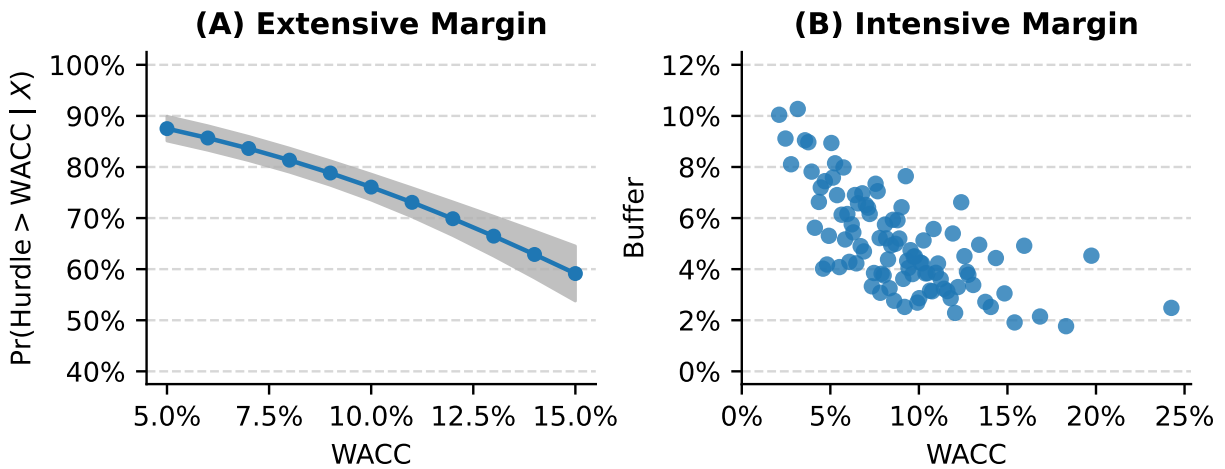 (A) Extensive Margin
Pr(Hurdle > WACC | X)
100%
90%
80%
70%
60%
50%
40%
5.0% 7.5% 10.0% 12.5% 15.0%
WACC
(B) Intensive Margin
Buffer
12%
10%
8%
6%
4%
2%
0%
0% 5% 10% 15% 20% 25%
WACC